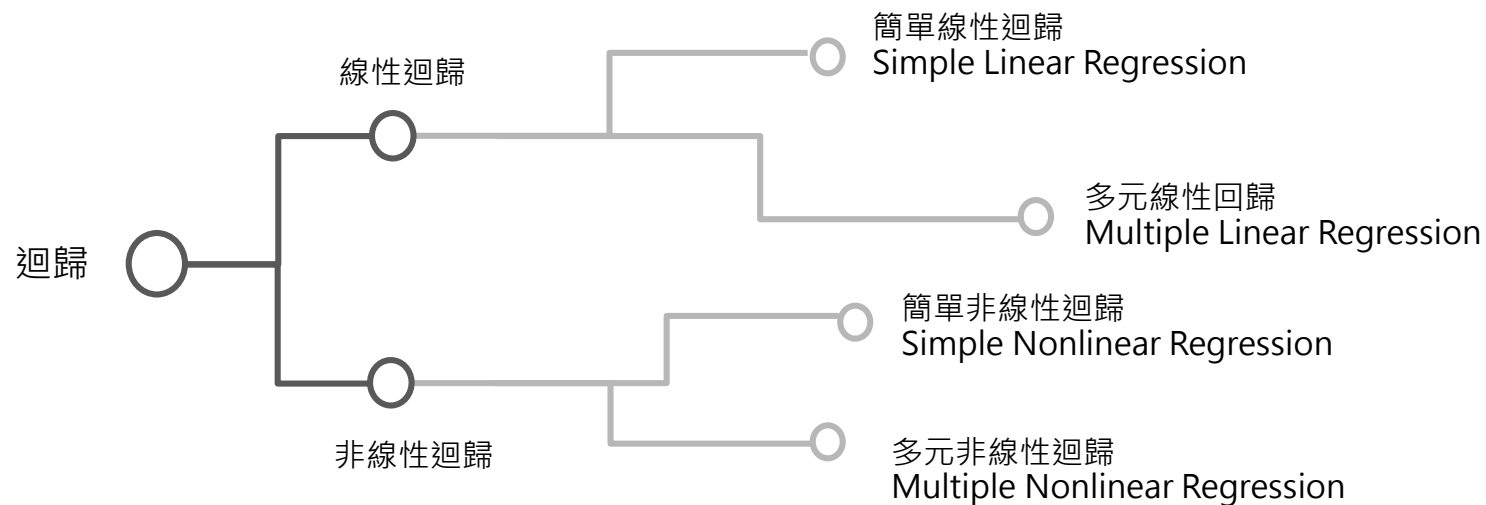 迴歸
線性迴歸
簡單線性迴歸
Simple Linear Regression
多元線性回歸
Multiple Linear Regression
非線性迴歸
簡單非線性迴歸
Simple Nonlinear Regression
多元非線性迴歸
Multiple Nonlinear Regression